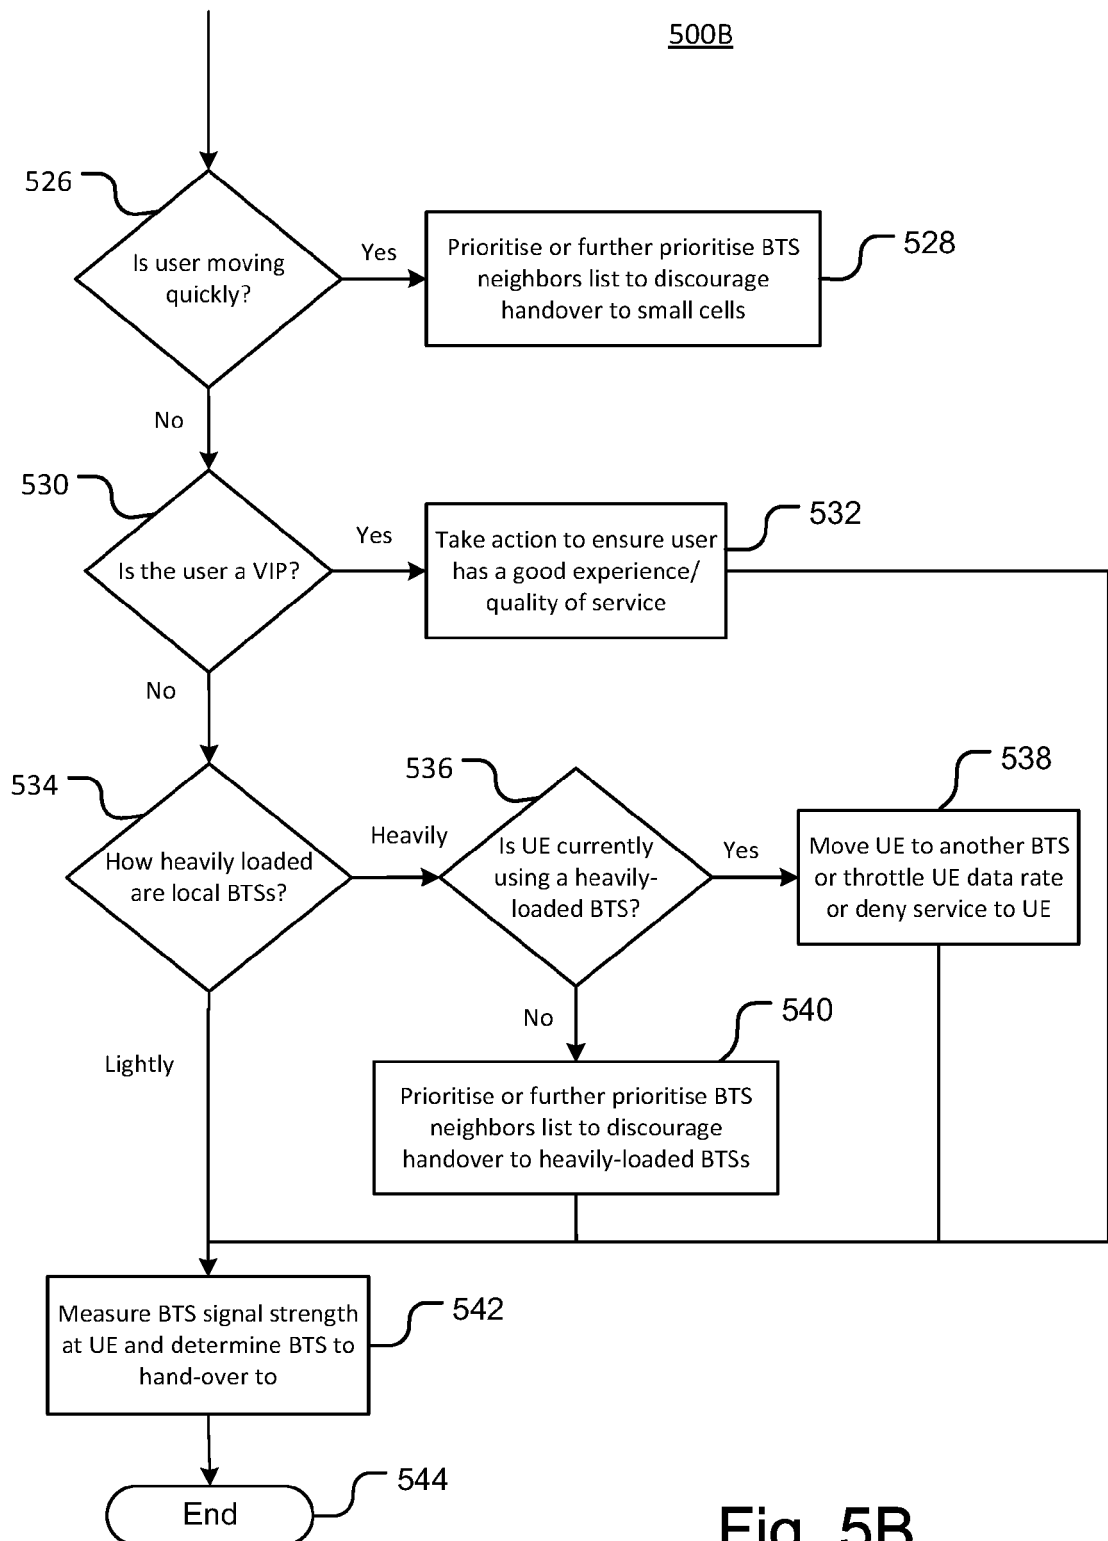 500B
526
Is user moving
quickly?
Yes
Prioritise or further prioritise BTS
neighbors list to discourage
handover to small cells
528
No
530
Is the user a VIP?
Yes
Take action to ensure user
has a good experience/
quality of service
532
No
534
How heavily loaded
are local BTSs?
Heavily
536
Is UE currently
using a heavily-
loaded BTS?
Yes
Move UE to another BTS
or throttle UE data rate
or deny service to UE
538
No
540
Prioritise or further prioritise BTS
neighbors list to discourage
handover to heavily-loaded BTSs
Lightly
Measure BTS signal strength
at UE and determine BTS to
hand-over to
542
End
544
Fig. 5B